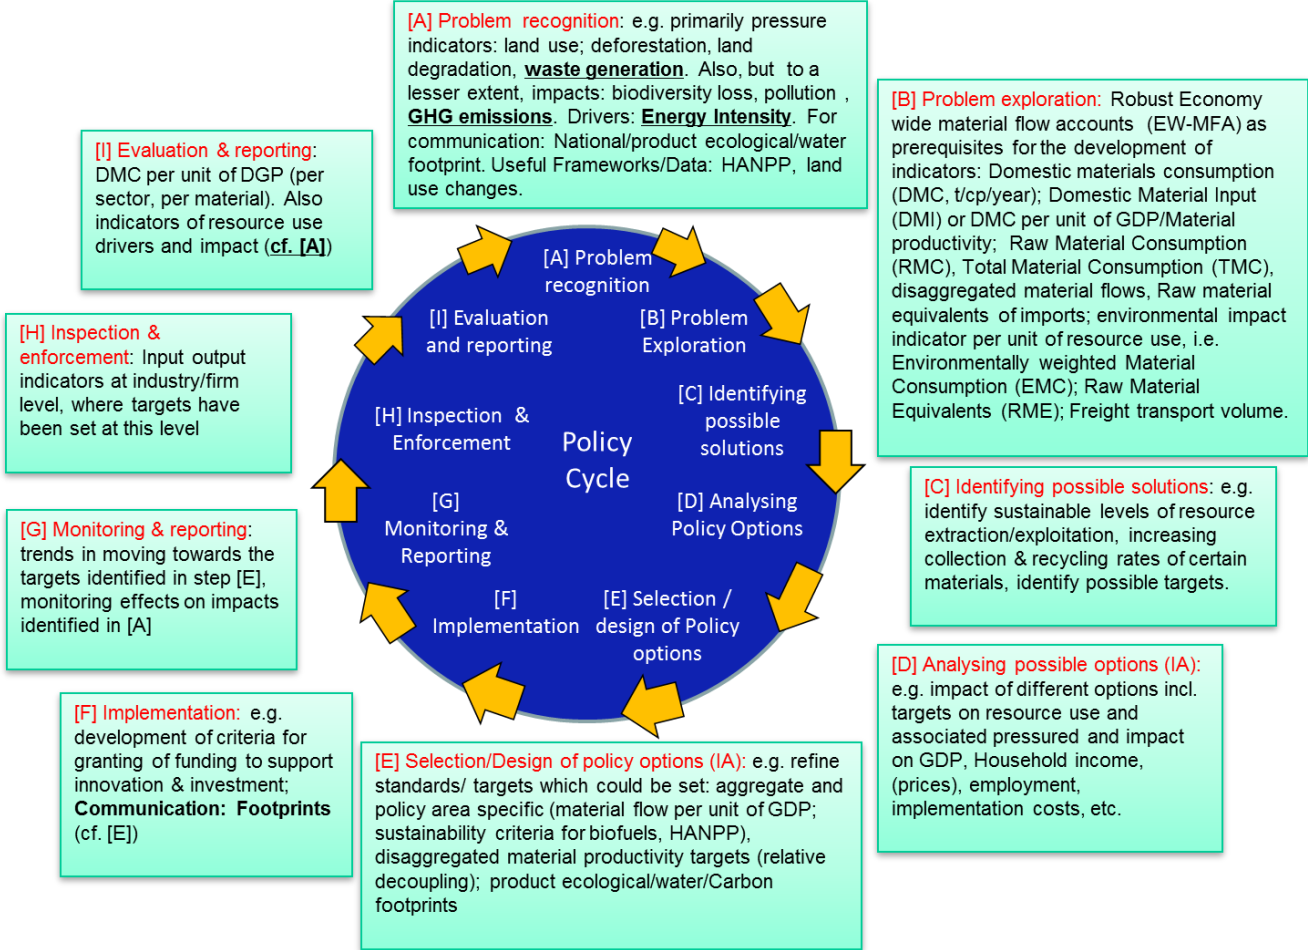 [A] Problem recognition: e.g. primarily pressure
indicators: land use; deforestation, land
degradation, waste generation. Also, but to a
lesser extent, impacts: biodiversity loss, pollution ,
GHG emissions. Drivers: Energy Intensity. For
communication: National/product ecological/water
footprint. Useful Frameworks/Data: HANPP, land
use changes.
[B] Problem exploration: Robust Economy
wide material flow accounts (EW-MFA) as
prerequisites for the development of
indicators: Domestic materials consumption
(DMC, t/cp/year); Domestic Material Input
(DMI) or DMC per unit of GDP/Material
productivity; Raw Material Consumption
(RMC), Total Material Consumption (TMC),
disaggregated material flows, Raw material
equivalents of imports; environmental impact
indicator per unit of resource use, i.e.
Environmentally weighted Material
Consumption (EMC); Raw Material
Equivalents (RME); Freight transport volume.
[C] Identifying possible solutions: e.g.
identify sustainable levels of resource
extraction/exploitation, increasing
collection & recycling rates of certain
materials, identify possible targets.
[D] Analysing possible options (IA):
e.g. impact of different options incl.
targets on resource use and
associated pressured and impact
on GDP, Household income,
(prices), employment,
implementation costs, etc.
[E] Selection/Design of policy options (IA): e.g. refine
standards/ targets which could be set: aggregate and
policy area specific (material flow per unit of GDP;
sustainability criteria for biofuels, HANPP),
disaggregated material productivity targets (relative
decoupling); product ecological/water/Carbon
footprints
[F] Implementation: e.g.
development of criteria for
granting of funding to support
innovation & investment;
Communication: Footprints
(cf. [E])
[G] Monitoring & reporting:
trends in moving towards the
targets identified in step [E],
monitoring effects on impacts
identified in [A]
[H] Inspection &
enforcement: Input output
indicators at industry/firm
level, where targets have
been set at this level
[I] Evaluation & reporting:
DMC per unit of DGP (per
sector, per material). Also
indicators of resource use
drivers and impact (cf. [A])
[A] Problem
recognition
[B] Problem
Exploration
[C] Identifying
possible
solutions
[D] Analysing
Policy Options
[E] Selection /
design of Policy
options
[F]
Implementation
[G]
Monitoring &
Reporting
[H] Inspection &
Enforcement
[I] Evaluation
and reporting
Policy
Cycle